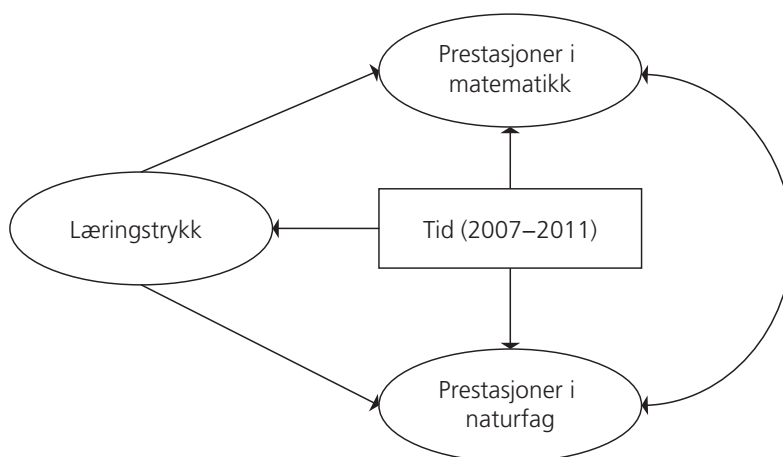 Prestasjoner i
matematikk
Læringstrykk
Tid (2007–2011)
Prestasjoner i
naturfag